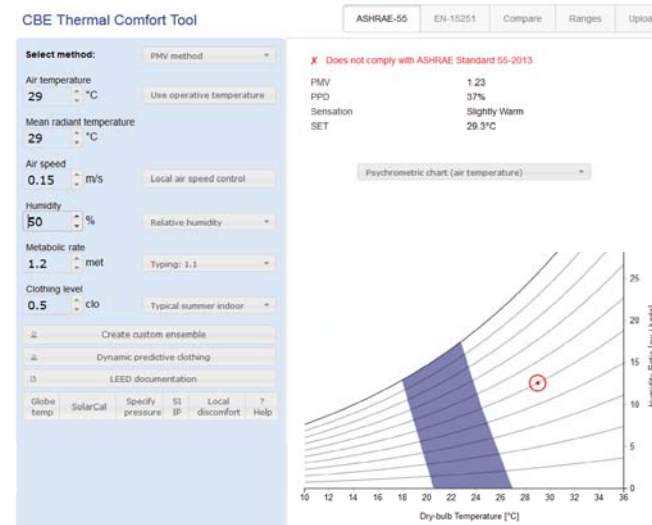 CBE Thermal Comfort Tool
ASHRAE-55 EN-15251 Compare Ranges Uploa
Select method: PMV method
Air temperature
29 °C Use operative temperature
Mean radiant temperature
29 °C
Air speed
0.15 m/s Local air speed control
Humidity
50 % Relative humidity
Metabolic rate
1.2 met Typing: 1.1
Clothing level
0.5 clo Typical summer indoor
Create custom ensemble
Dynamic predictive clothing
LEED documentation
Globe temp SolarCal Specify pressure SI IP Local discomfort ? Help
✗ Does not comply with ASHRAE Standard 55-2013
PMV 1.23
PPD 37%
Sensation Slightly Warm
SET 29.3°C
Psychrometric chart (air temperature)
25
20
15
10
5
0
Humidity Ratio
10 12 14 16 18 20 22 24 26 28 30 32 34 36
Dry-bulb Temperature [°C]